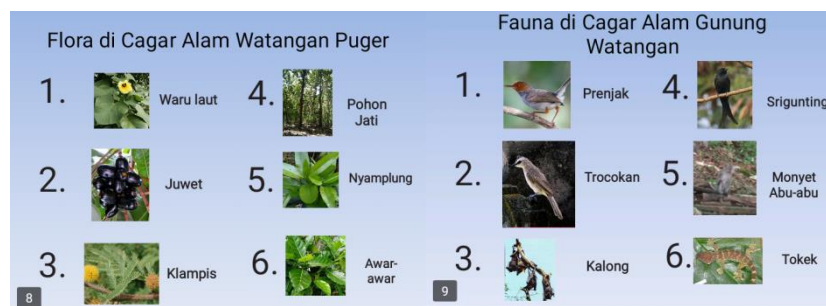 Flora di Cagar Alam Watangan Puger
1.
Waru laut
2.
Juwet
3.
Klampis
4.
Pohon
Jati
5.
Nyamplung
6.
Awar-
awar
8
Fauna di Cagar Alam Gunung
Watangan
1.
Prenjak
2.
Trocokan
3.
Kalong
4.
Srigunting
5.
Monyet
Abu-abu
6.
Tokek
9